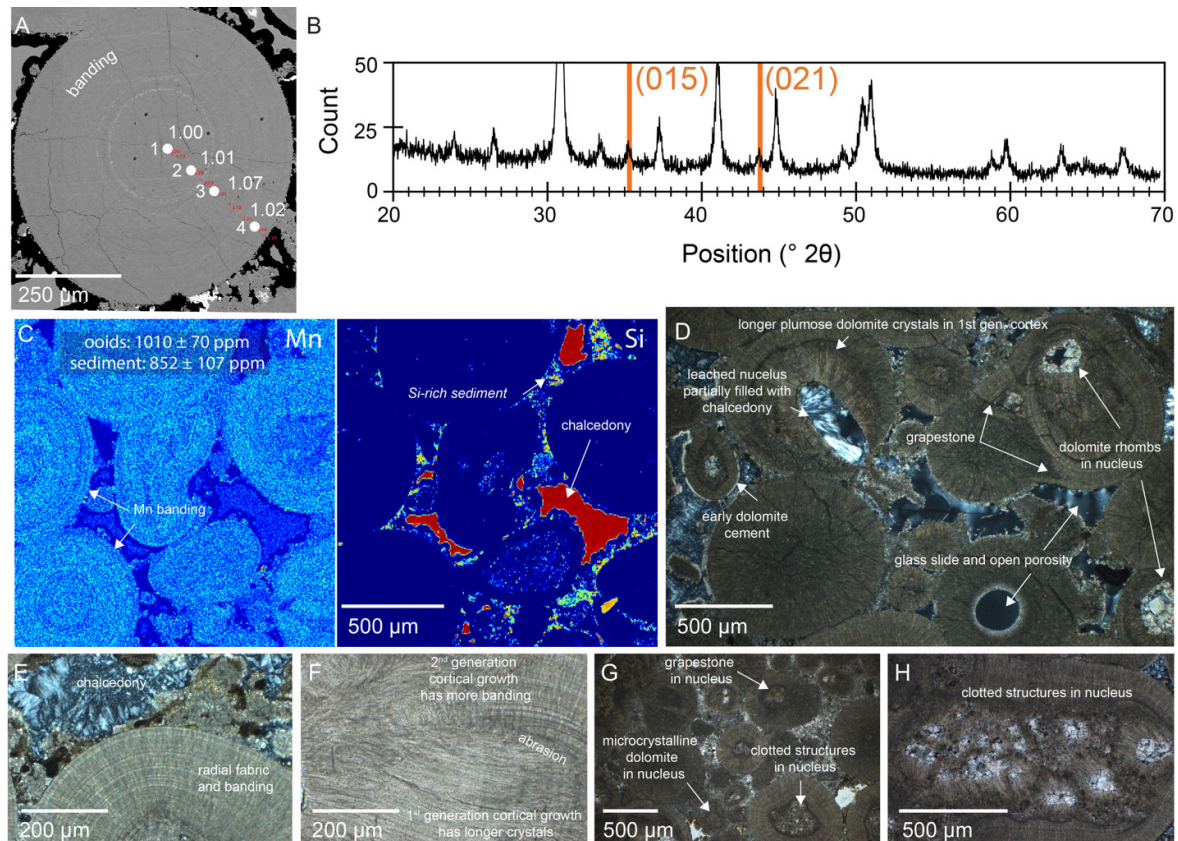 A
banding
1.00
1
1.01
2
1.07
3
1.02
4
250 µm
B
50
25
0
Count
(015)
(021)
20
30
40
50
60
70
Position (° 2θ)
C
Mn
ooids: 1010 ± 70 ppm
sediment: 852 ± 107 ppm
Mn banding
Si
Si-rich sediment
chalcedony
500 µm
D
longer plumose dolomite crystals in 1st gen. cortex
leached nucelus
partially filled with
chalcedony
grapestone
dolomite rhombs
in nucleus
early dolomite
cement
glass slide and open porosity
500 µm
E
chalcedony
radial fabric
and banding
200 µm
F
2nd generation
cortical growth
has more banding
abrasion
1st generation cortical growth
has longer crystals
200 µm
G
grapestone
in nucleus
microcrystalline
dolomite
in nucleus
clotted structures
in nucleus
500 µm
H
clotted structures in nucleus
500 µm